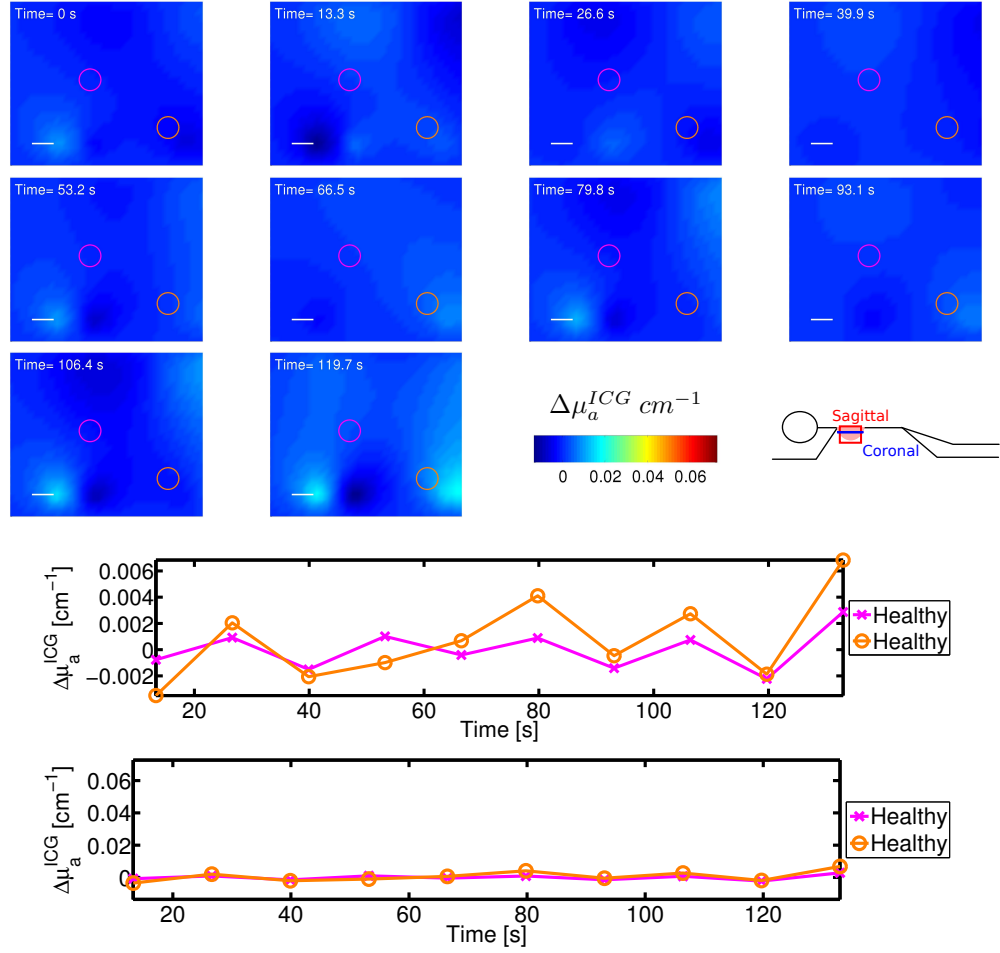 Time= 0 s
Time= 13.3 s
Time= 26.6 s
Time= 39.9 s
Time= 53.2 s
Time= 66.5 s
Time= 79.8 s
Time= 93.1 s
Time= 106.4 s
Time= 119.7 s
Δμ_a^{ICG} cm^{−1}
0 0.02 0.04 0.06
Sagittal
Coronal
Δμ_a^{ICG} [cm^{−1}]
0.006
0.004
0.002
0
−0.002
20 40 60 80 100 120
Time [s]
Healthy
Healthy
Δμ_a^{ICG} [cm^{−1}]
0.06
0.04
0.02
0
20 40 60 80 100 120
Time [s]
Healthy
Healthy